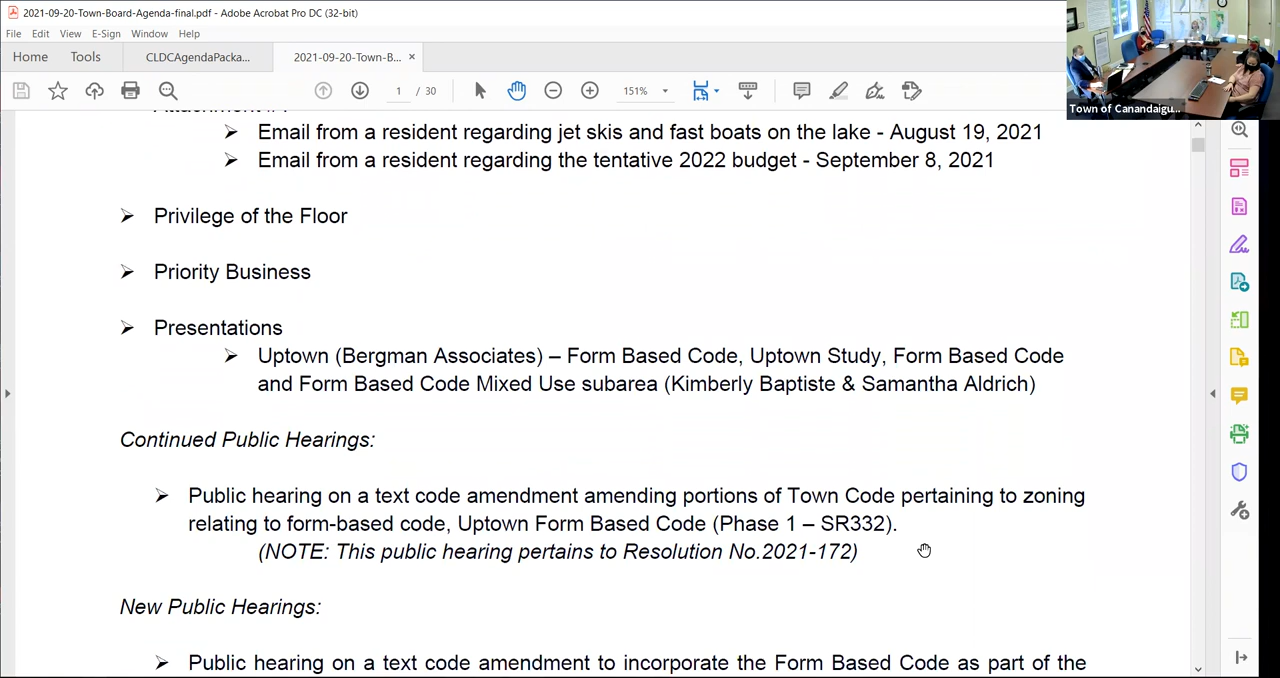 2021-09-20-Town-Board-Agenda-final.pdf - Adobe Acrobat Pro DC (32-bit)
File Edit View E-Sign Window Help
Home Tools CLDCAgendaPacka... 2021-09-20-Town-B... ×
1 / 30 151%
Town of Canandaigu...
➢ Email from a resident regarding jet skis and fast boats on the lake - August 19, 2021
➢ Email from a resident regarding the tentative 2022 budget - September 8, 2021
➢ Privilege of the Floor
➢ Priority Business
➢ Presentations
➢ Uptown (Bergman Associates) – Form Based Code, Uptown Study, Form Based Code
and Form Based Code Mixed Use subarea (Kimberly Baptiste & Samantha Aldrich)
Continued Public Hearings:
➢ Public hearing on a text code amendment amending portions of Town Code pertaining to zoning
relating to form-based code, Uptown Form Based Code (Phase 1 – SR332).
(NOTE: This public hearing pertains to Resolution No.2021-172)
New Public Hearings:
➢ Public hearing on a text code amendment to incorporate the Form Based Code as part of the